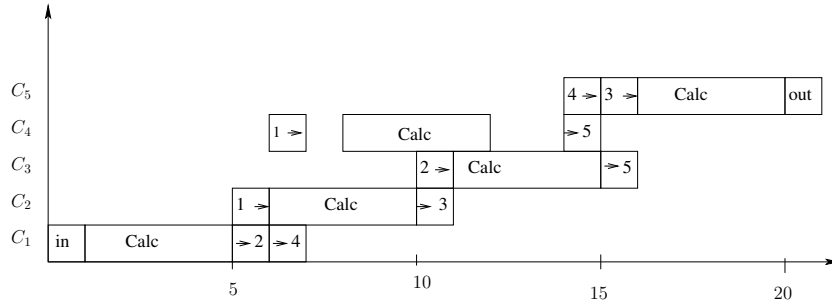 C5 4 → 3 → Calc out
C4 1 → Calc → 5
C3 2 → Calc → 5
C2 1 → Calc → 3
C1 in Calc → 2 → 4
5 10 15 20